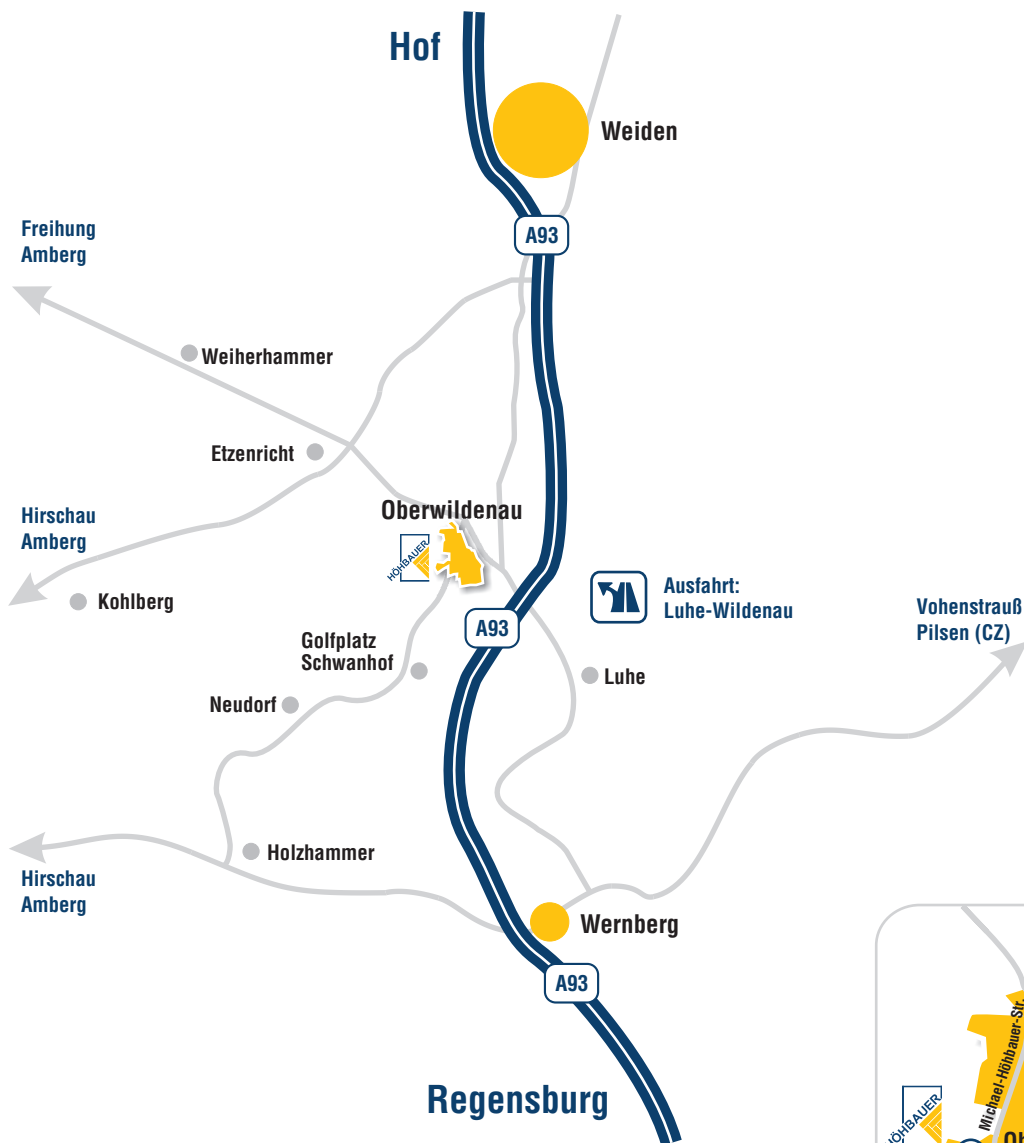 Hof
Weiden
A93
Freihung
Amberg
Weiherhammer
Etzenricht
Oberwildenau
HÖHBAUER
Hirschau
Amberg
Kohlberg
Ausfahrt:
Luhe-Wildenau
A93
Vohenstrauß
Pilsen (CZ)
Golfplatz
Schwanhof
Luhe
Neudorf
Holzhammer
Hirschau
Amberg
Wernberg
A93
Regensburg
Michael-Höhbauer-Str.
HÖHBAUER